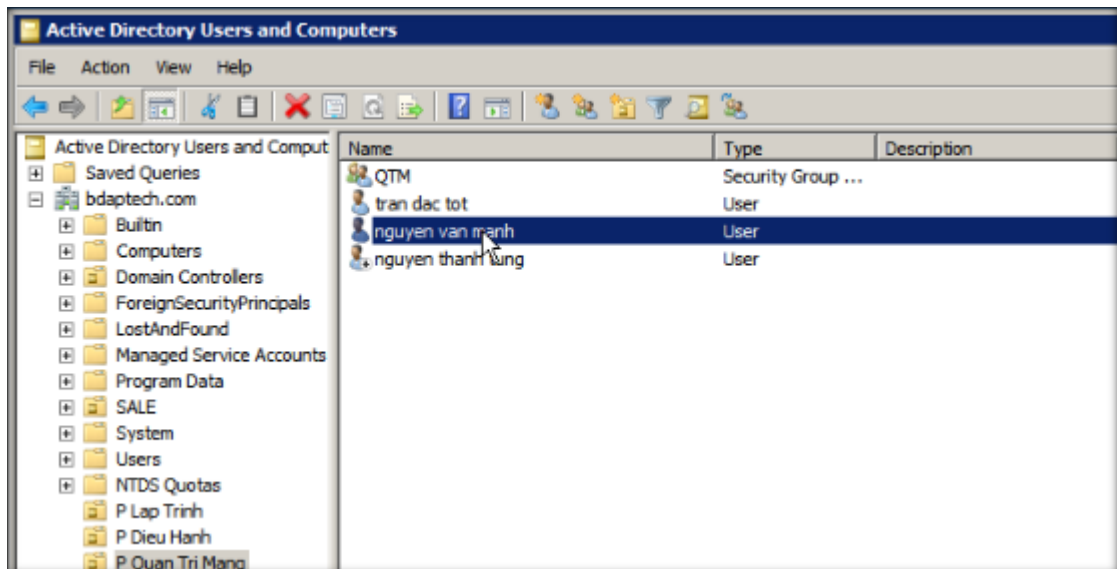 Active Directory Users and Computers
File Action View Help
Active Directory Users and Comput
Saved Queries
bdaptech.com
Builtin
Computers
Domain Controllers
ForeignSecurityPrincipals
LostAndFound
Managed Service Accounts
Program Data
SALE
System
Users
NTDS Quotas
P Lap Trinh
P Dieu Hanh
P Quan Tri Mang
Name Type Description
QTM Security Group ...
tran dac tot User
nguyen van manh User
nguyen thanh tung User